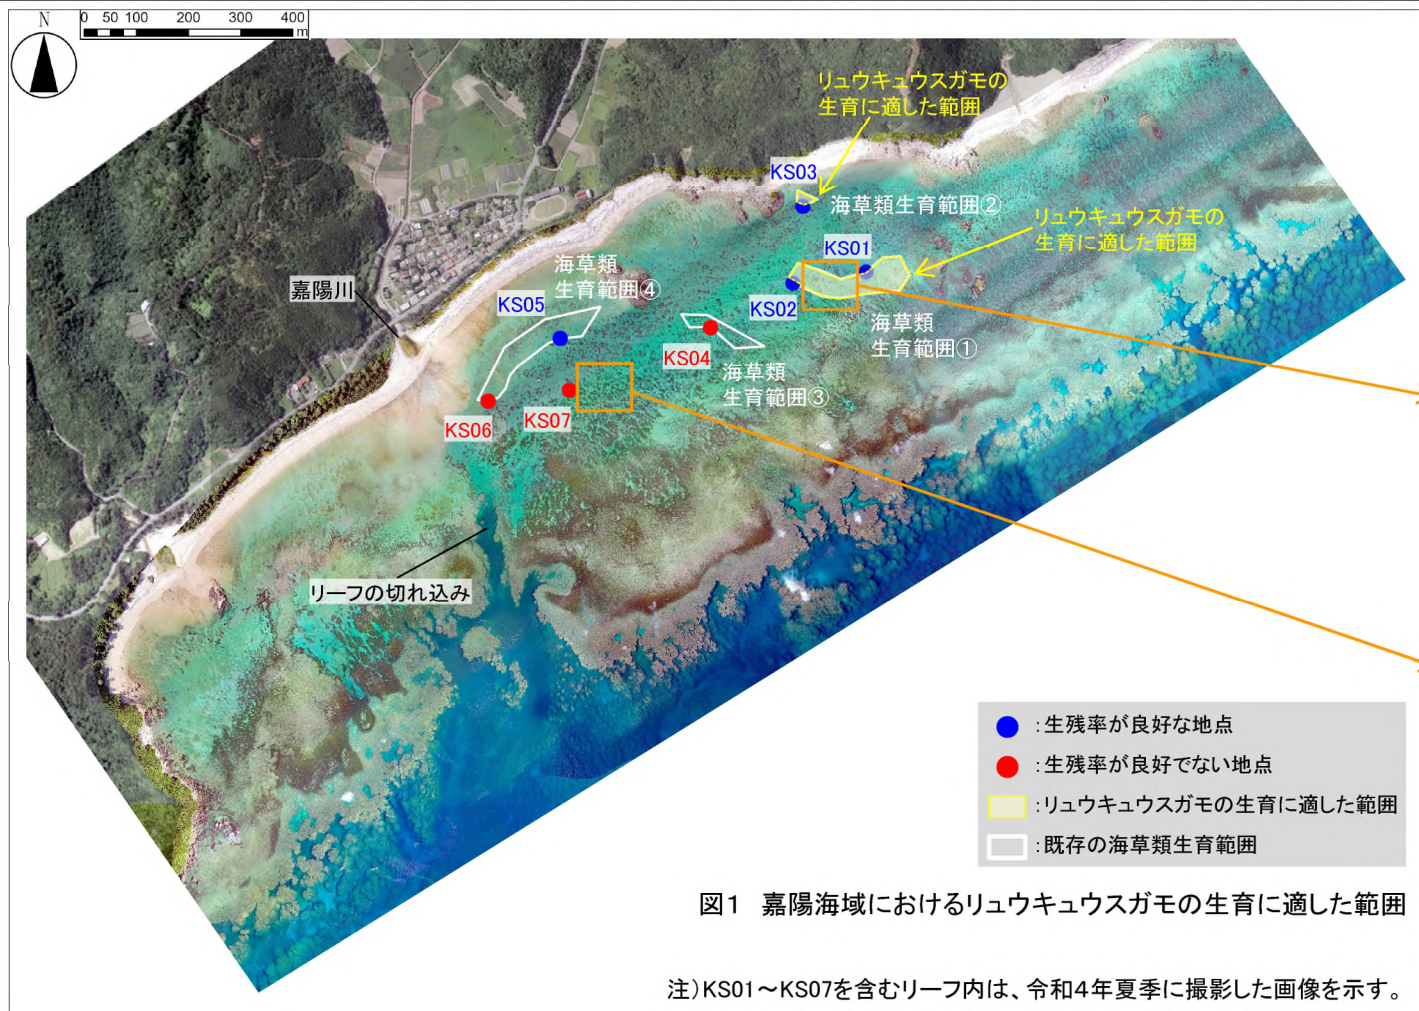 N
0 50 100 200 300 400
m
リュウキュウスガモの
生育に適した範囲
KS03
海草類生育範囲②
リュウキュウスガモの
生育に適した範囲
KS01
海草類
生育範囲④
嘉陽川
KS05
KS02
海草類
生育範囲①
KS04
海草類
生育範囲③
KS06
KS07
リーフの切れ込み
:生残率が良好な地点
:生残率が良好でない地点
:リュウキュウスガモの生育に適した範囲
:既存の海草類生育範囲
図1 嘉陽海域におけるリュウキュウスガモの生育に適した範囲
注)KS01～KS07を含むリーフ内は、令和4年夏季に撮影した画像を示す。